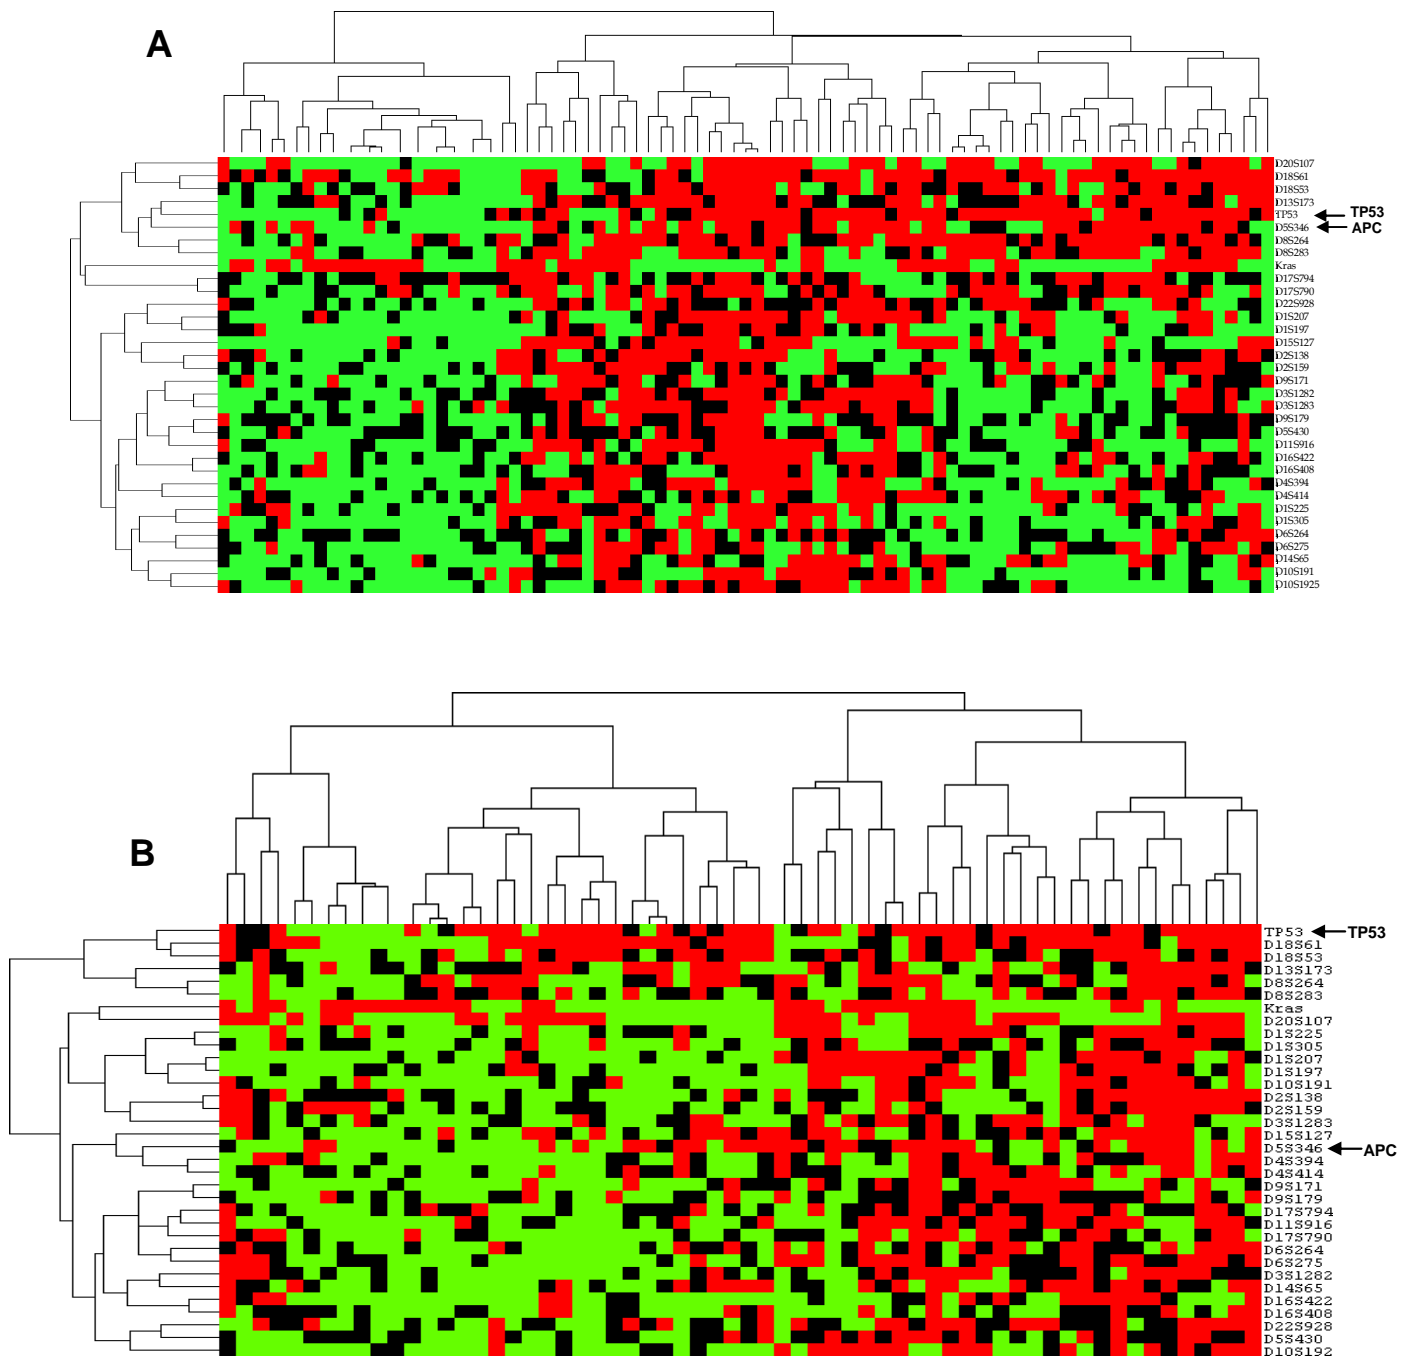 A
D20S107
D18S61
D18S53
D13S173
TP53
TP53
D5S346
APC
D8S264
D8S283
Kras
D17S794
D17S790
D22S928
D1S207
D1S197
D15S127
D2S138
D2S159
D9S171
D3S1282
D3S1283
D9S179
D5S430
D11S916
D16S422
D16S408
D4S394
D4S414
D1S225
D1S305
D6S264
D6S275
D14S65
D10S191
D10S1925
B
TP53
TP53
D18S61
D18S53
D13S173
D8S264
D8S283
Kras
D20S107
D1S225
D1S305
D1S207
D1S197
D10S191
D2S138
D2S159
D3S1283
D15S127
D5S346
APC
D4S394
D4S414
D9S171
D9S179
D17S794
D11S916
D17S790
D6S264
D6S275
D3S1282
D14S65
D16S422
D16S408
D22S928
D5S430
D10S192